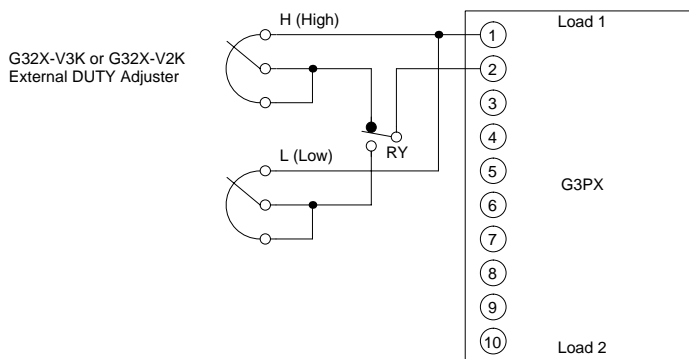 H (High)
Load 1
G32X-V3K or G32X-V2K
External DUTY Adjuster
1
2
3
4
5
6
7
8
9
10
RY
L (Low)
G3PX
Load 2